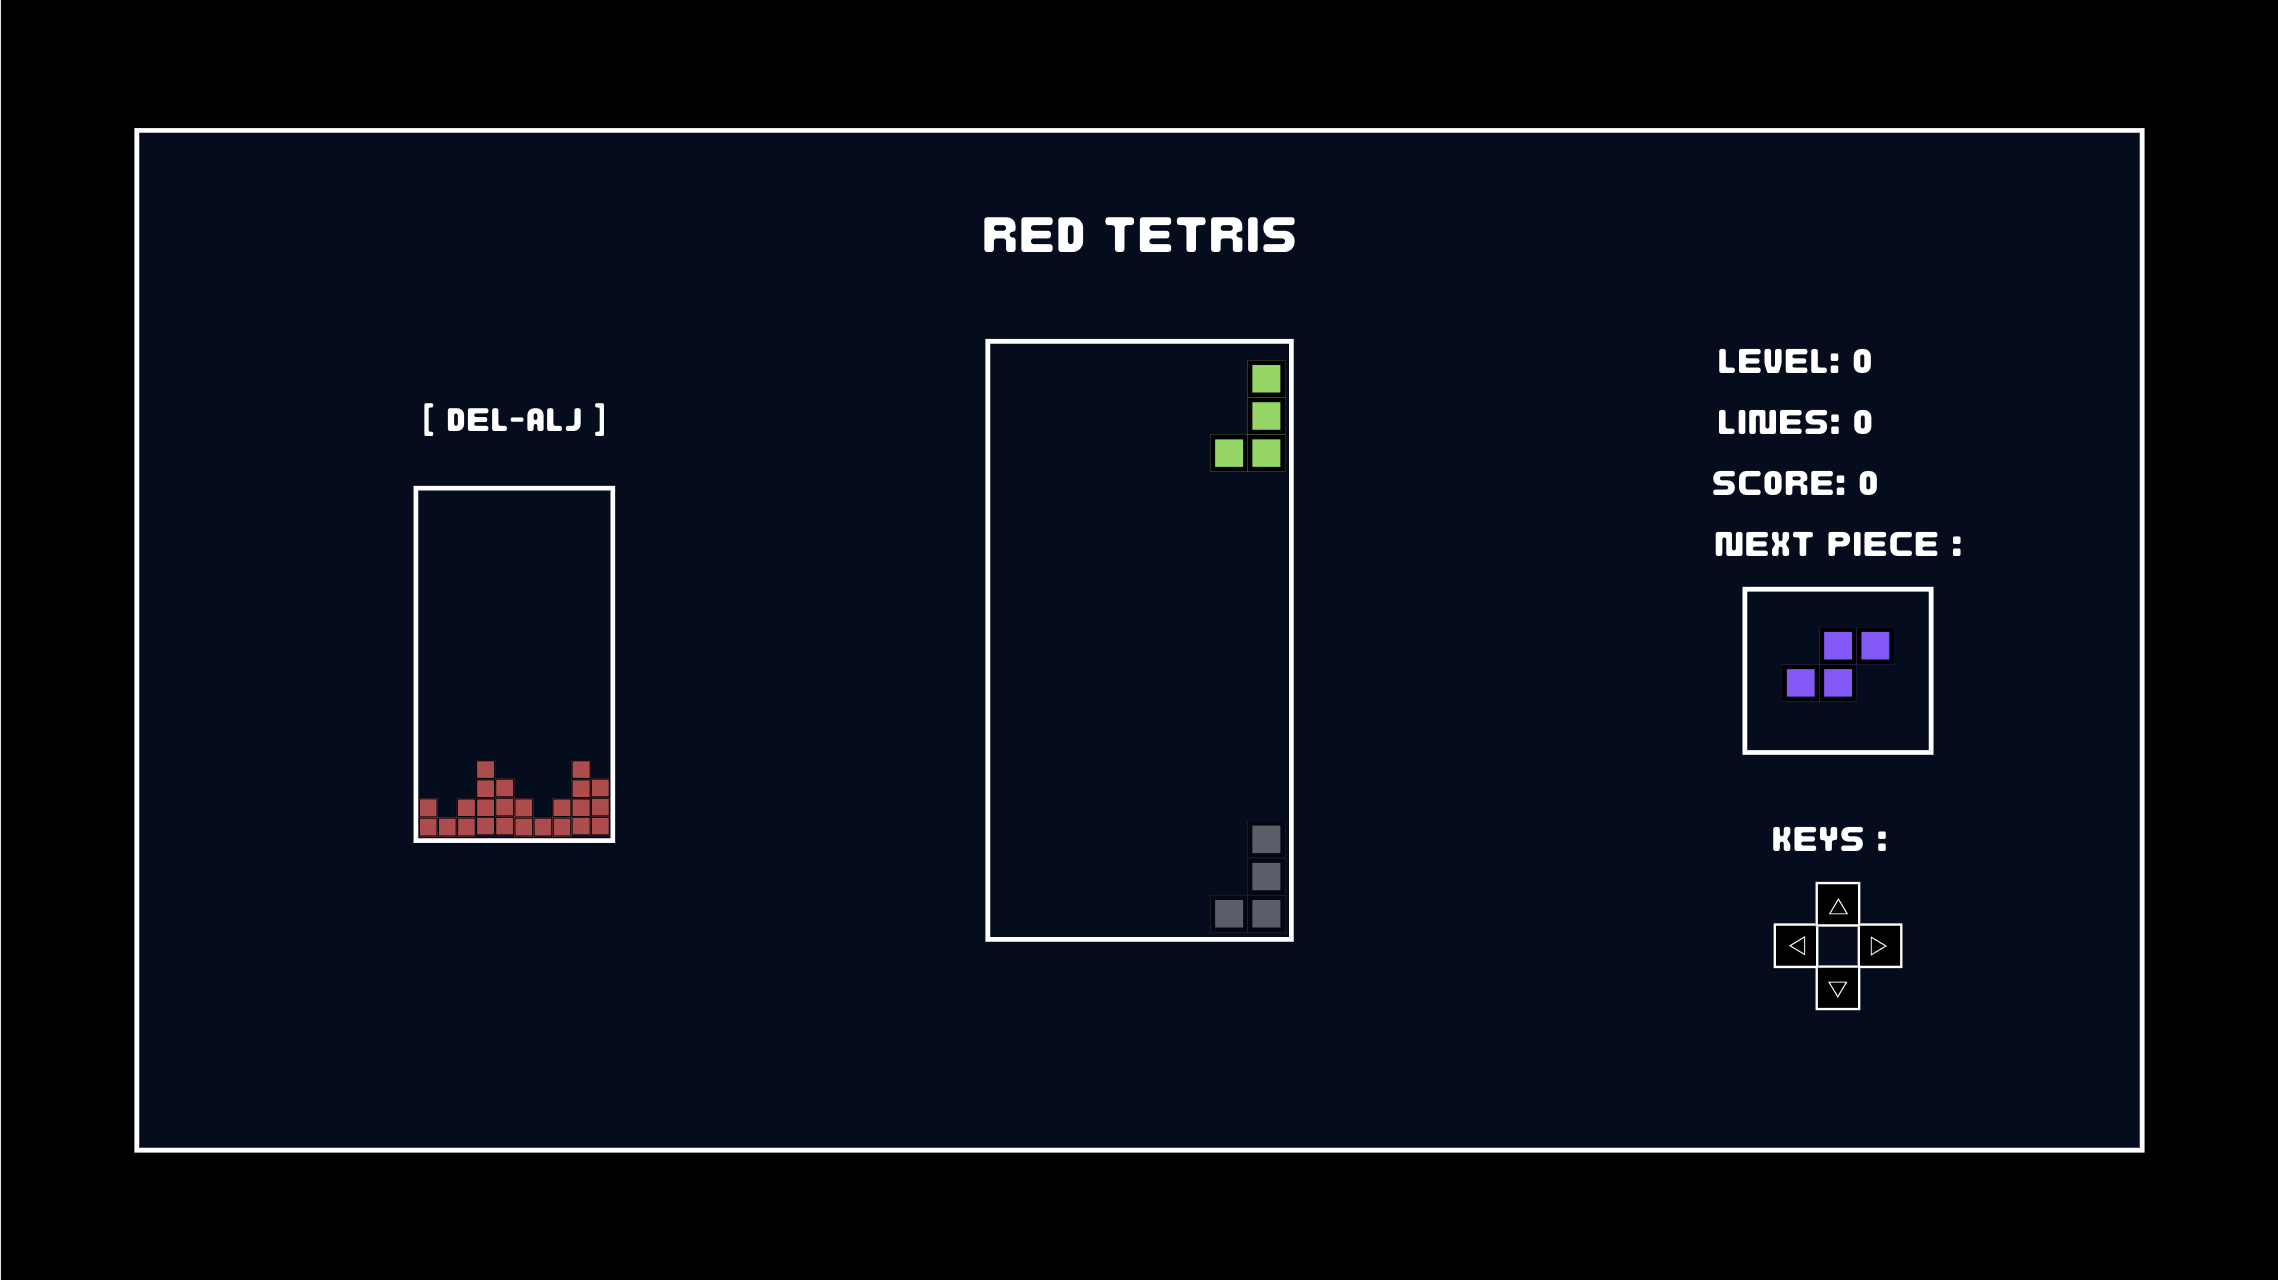 RED TETRIS
[ DEL-ALJ ]
LEVEL: 0
LINES: 0
SCORE: 0
NEXT PIECE :
KEYS :